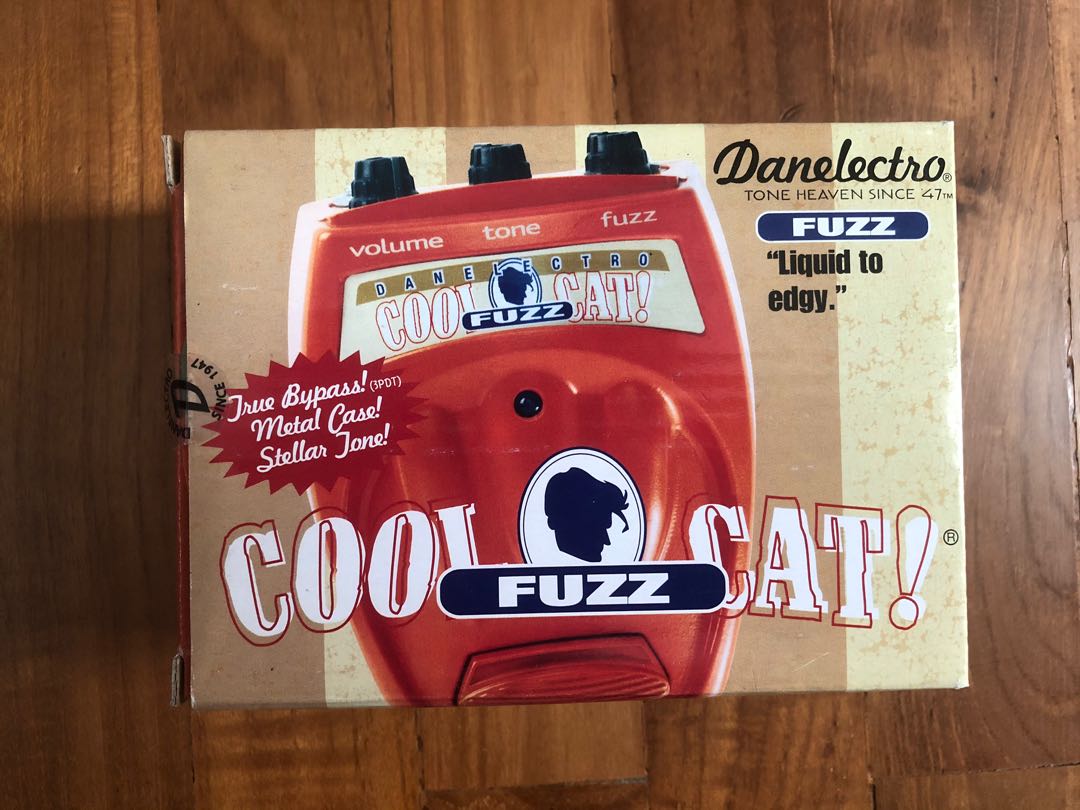 Danelectro®
TONE HEAVEN SINCE '47™
FUZZ
“Liquid to
edgy.”
volume tone fuzz
DANELECTRO®
COOL CAT!
FUZZ
True Bypass! (3PDT)
Metal Case!
Stellar Tone!
D
SINCE 1947
COOL CAT!®
FUZZ